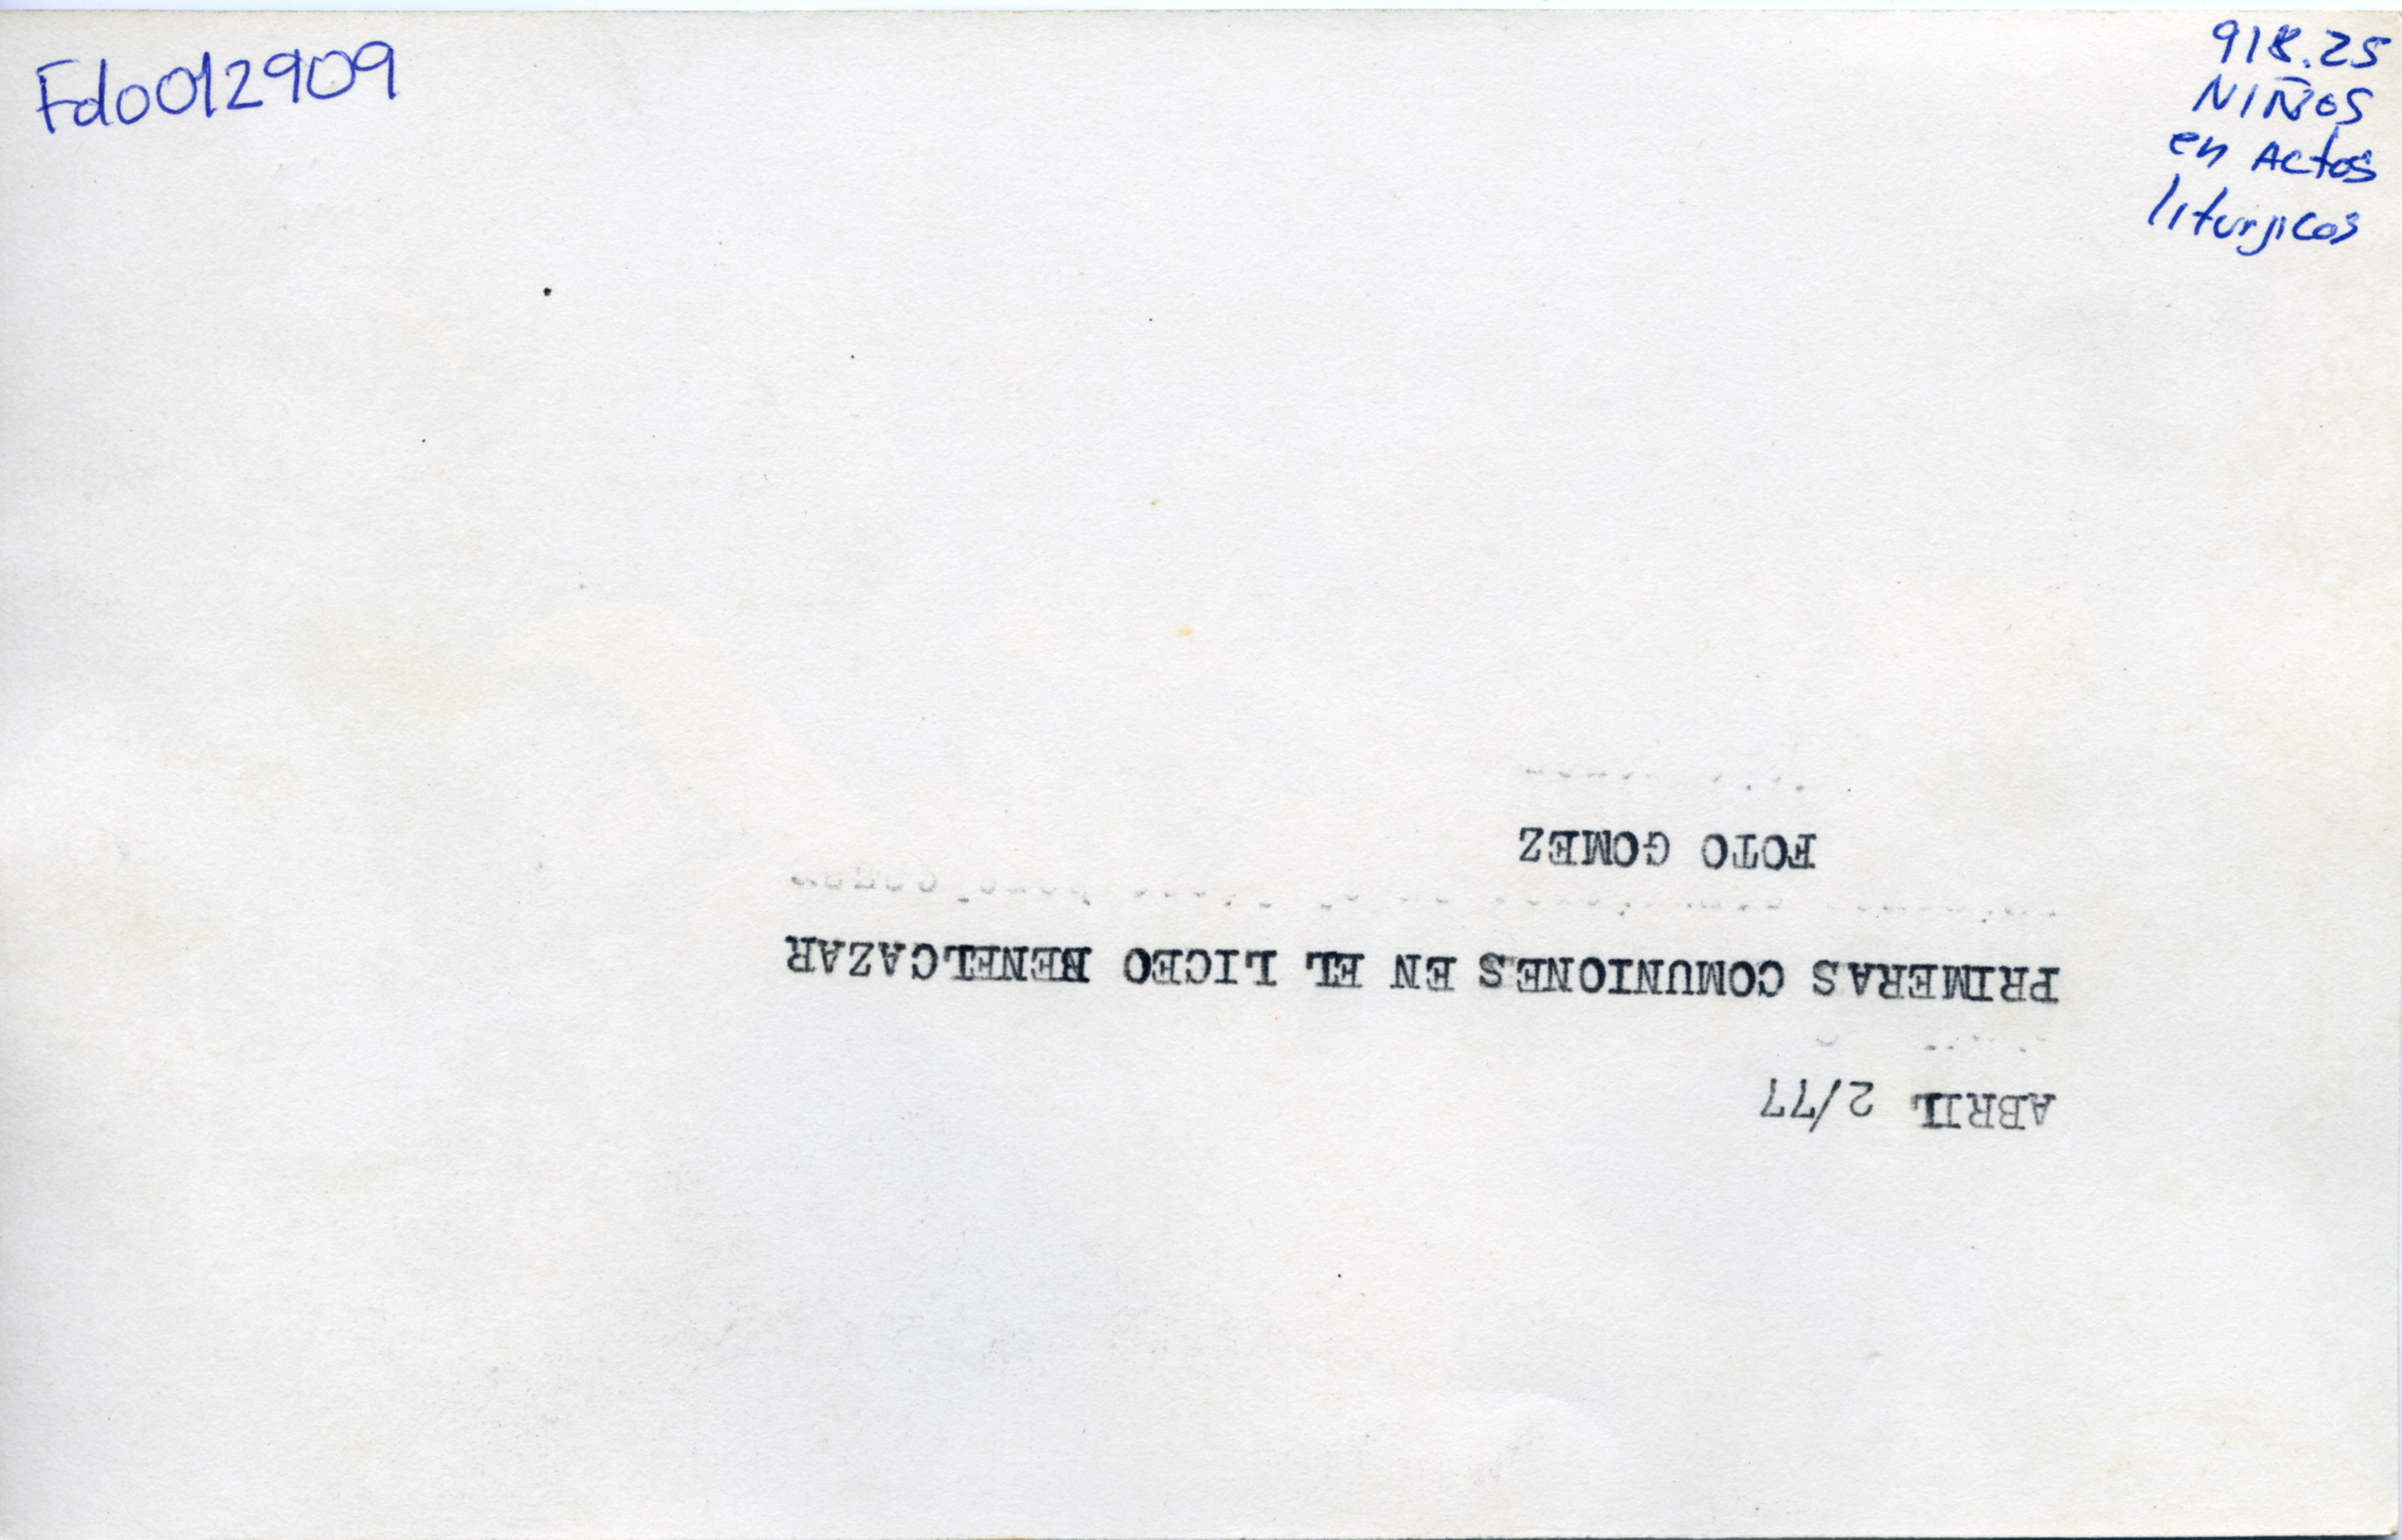 Fdo012909
918.25
NIÑOS
en Actos
liturjicos
ABRIL 2/77
PRIMERAS COMUNIONES EN EL LICEO BENELCAZAR
FOTO GOMEZ